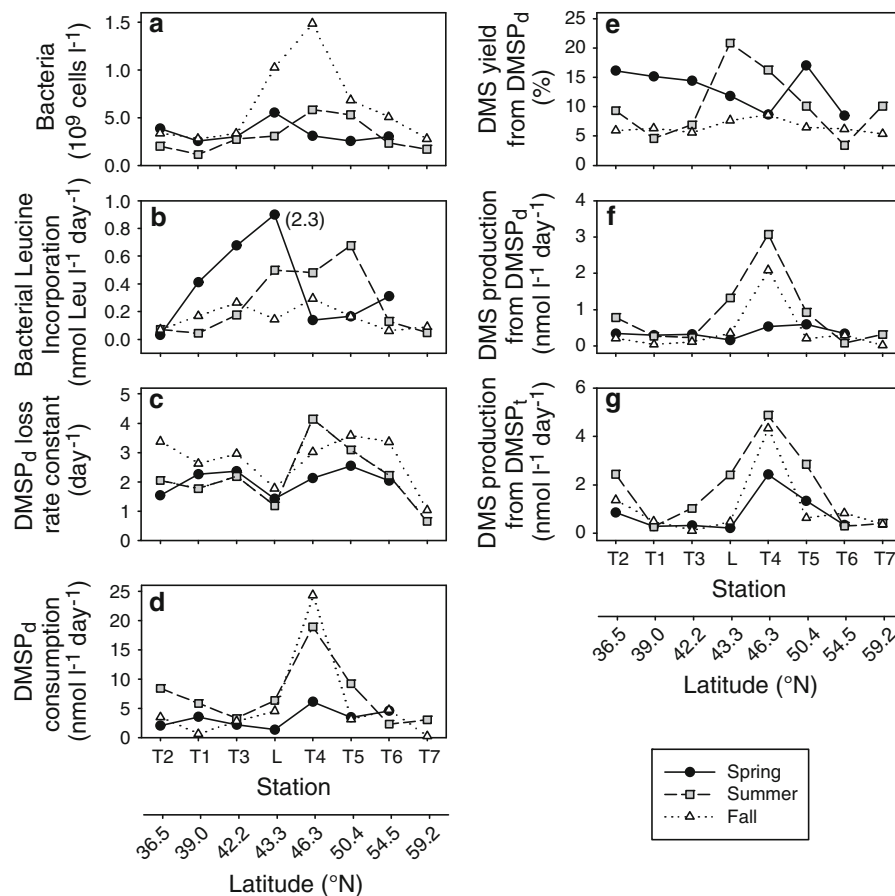 a
1.5
1.0
5.0
0.0
Bacteria
(10⁹ cells l⁻¹)
b
(2.3)
1.0
0.8
0.6
0.4
0.2
0.0
Bacterial Leucine
Incorporation
(nmol Leu l⁻¹ day⁻¹)
c
5
4
3
2
1
0
DMSPd loss
rate constant
(day⁻¹)
d
25
20
15
10
5
0
DMSPd
consumption
(nmol l⁻¹ day⁻¹)
T2 T1 T3 L T4 T5 T6 T7
Station
36.5 39.0 42.2 43.3 46.3 50.4 54.5 59.2
Latitude (°N)
e
25
20
15
10
5
0
DMS yield
from DMSPd
(%)
f
4
3
2
1
0
DMS production
from DMSPd
(nmol l⁻¹ day⁻¹)
g
6
4
2
0
DMS production
from DMSPt
(nmol l⁻¹ day⁻¹)
T2 T1 T3 L T4 T5 T6 T7
Station
36.5 39.0 42.2 43.3 46.3 50.4 54.5 59.2
Latitude (°N)
Spring
Summer
Fall